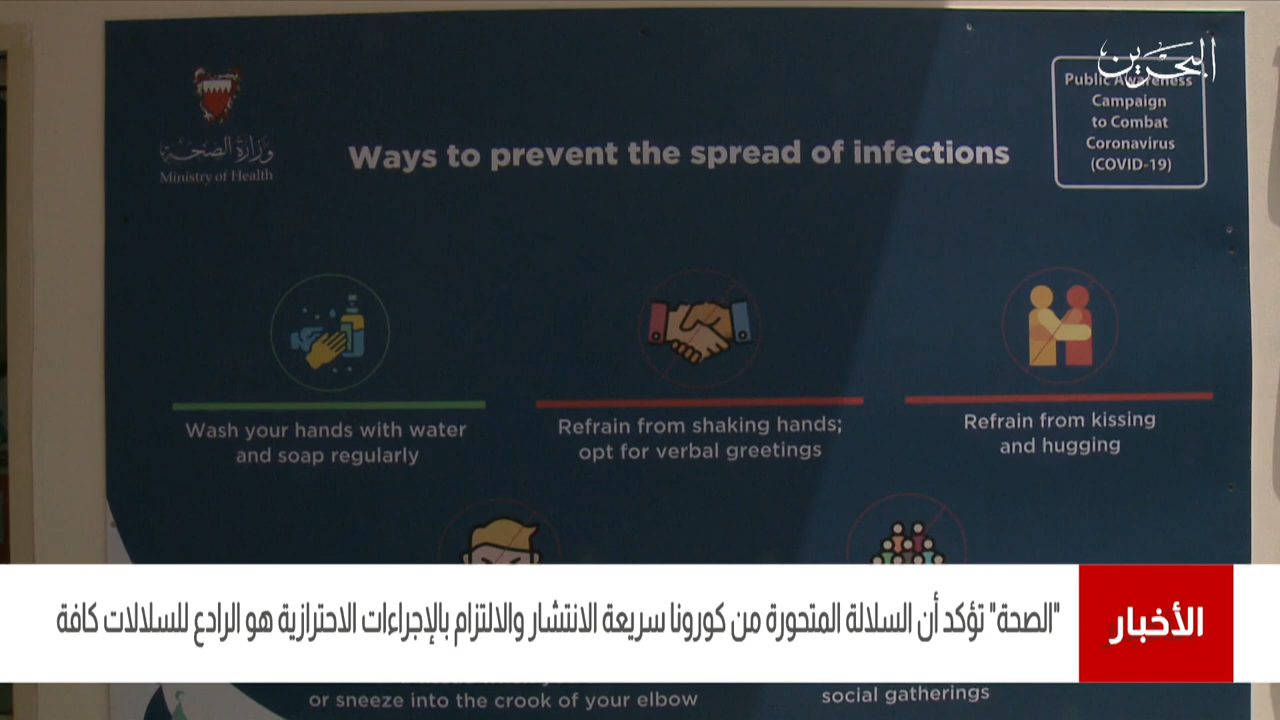 البحرين
Public Awareness
Campaign
to Combat
Coronavirus
(COVID-19)
وزارة الصحة
Ministry of Health
Ways to prevent the spread of infections
Wash your hands with water
and soap regularly
Refrain from shaking hands;
opt for verbal greetings
Refrain from kissing
and hugging
الأخبار
"الصحة" تؤكد أن السلالة المتحورة من كورونا سريعة الانتشار والالتزام بالإجراءات الاحترازية هو الرادع للسلالات كافة
or sneeze into the crook of your elbow
social gatherings